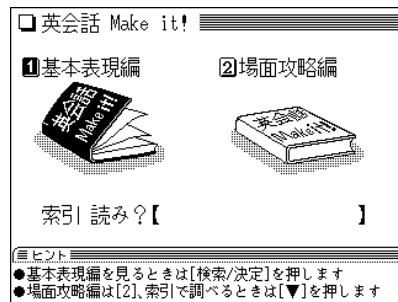 英会話 Make it!
1基本表現編 2場面攻略編
英会話 Make it!
英会話 Make it!
索引 読み?【 】
ヒント
●基本表現編を見るときは[検索/決定]を押します
●場面攻略編は[2]、索引で調べるときは[▼]を押します